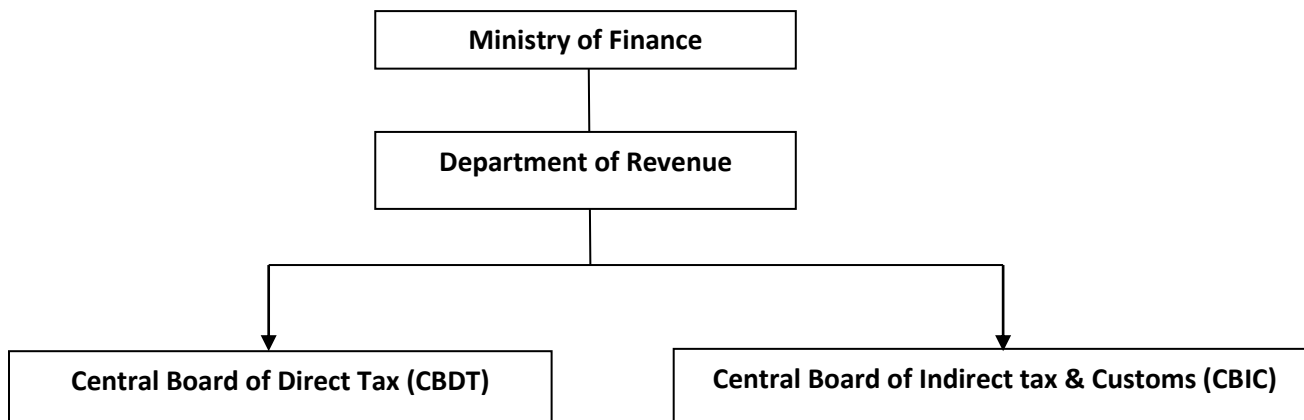 Ministry of Finance
Department of Revenue
Central Board of Direct Tax (CBDT)
Central Board of Indirect tax & Customs (CBIC)